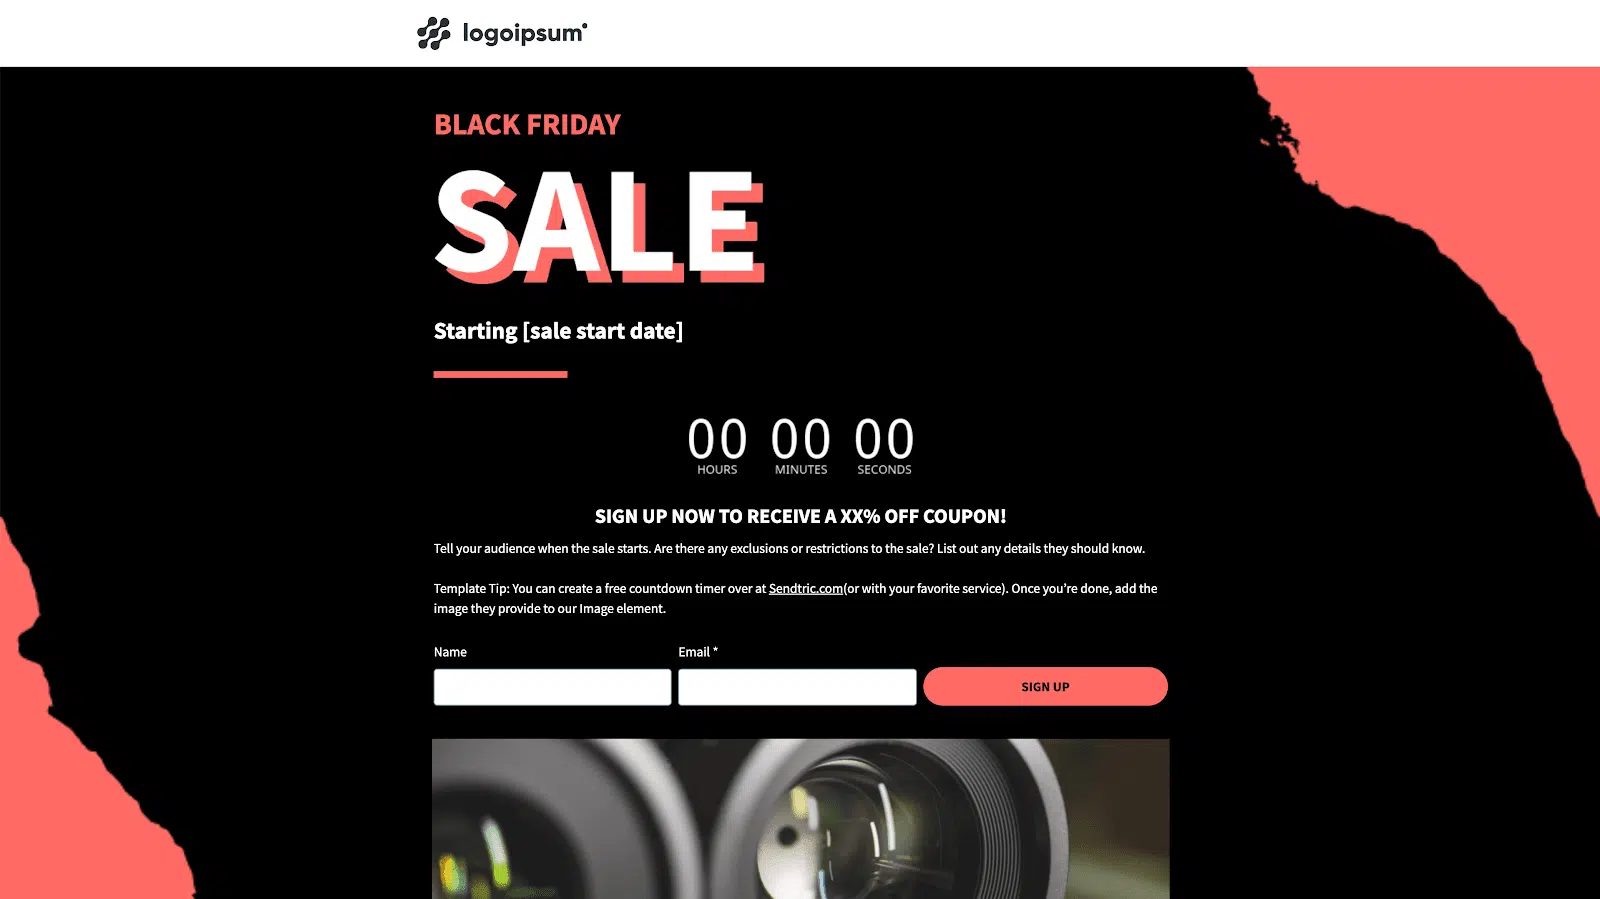 logoipsum
BLACK FRIDAY
SALE
Starting [sale start date]
00 00 00
HOURS MINUTES SECONDS
SIGN UP NOW TO RECEIVE A XX% OFF COUPON!
Tell your audience when the sale starts. Are there any exclusions or restrictions to the sale? List out any details they should know.
Template Tip: You can create a free countdown timer over at Sendtric.com(or with your favorite service). Once you’re done, add the
image they provide to our Image element.
Name Email *
SIGN UP